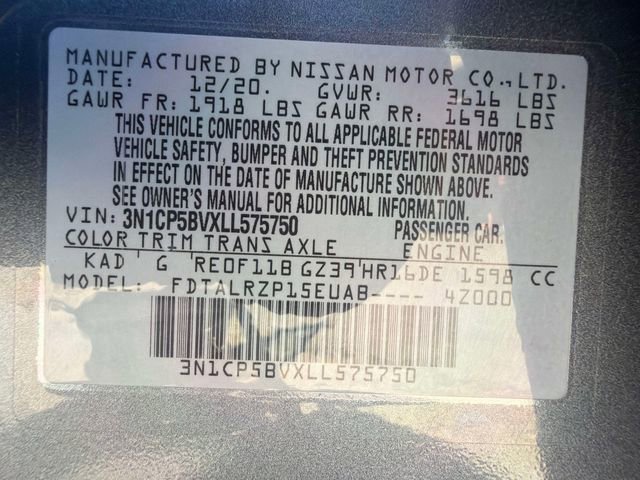 MANUFACTURED BY NISSAN MOTOR CO., LTD.
DATE: 12/20. GVWR: 3616 LBS
GAWR FR: 1918 LBS GAWR RR: 1698 LBS
THIS VEHICLE CONFORMS TO ALL APPLICABLE FEDERAL MOTOR
VEHICLE SAFETY, BUMPER AND THEFT PREVENTION STANDARDS
IN EFFECT ON THE DATE OF MANUFACTURE SHOWN ABOVE.
SEE OWNER'S MANUAL FOR ADDITIONAL INFORMATION.
VIN: 3N1CP5BVXLL575750 PASSENGER CAR.
COLOR TRIM TRANS AXLE ENGINE
KAD G RE0F11B GZ39 HR16DE 1598 CC
MODEL: FDTALRZP15EUAB---- 4Z000
3N1CP5BVXLL575750